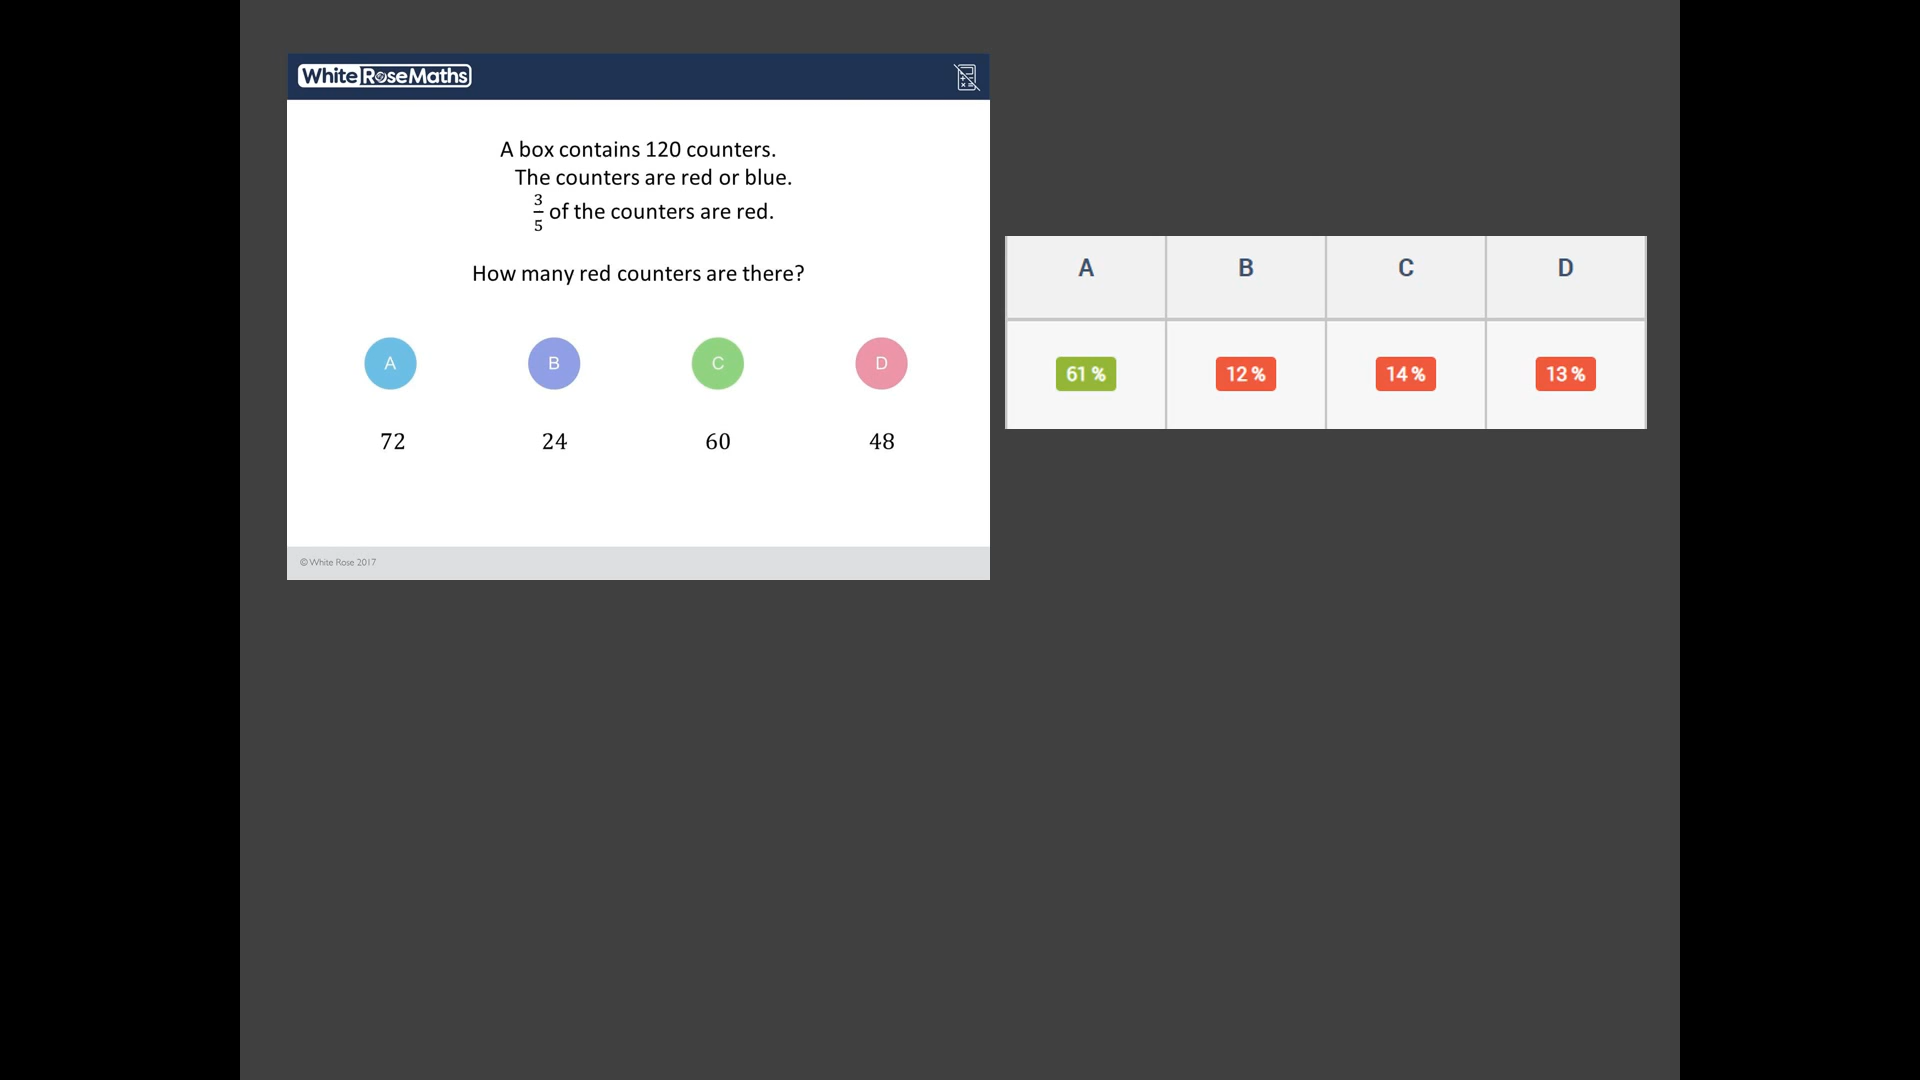 White Rose Maths
A box contains 120 counters.
The counters are red or blue.
3/5 of the counters are red.
How many red counters are there?
A B C D
72 24 60 48
© White Rose 2017
A B C D
61 % 12 % 14 % 13 %